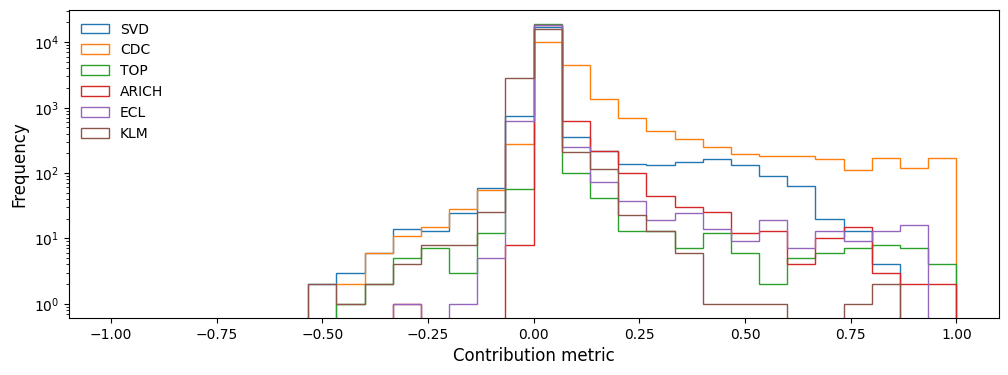 SVD
CDC
TOP
ARICH
ECL
KLM
Frequency
10⁴
10³
10²
10¹
10⁰
−1.00 −0.75 −0.50 −0.25 0.00 0.25 0.50 0.75 1.00
Contribution metric